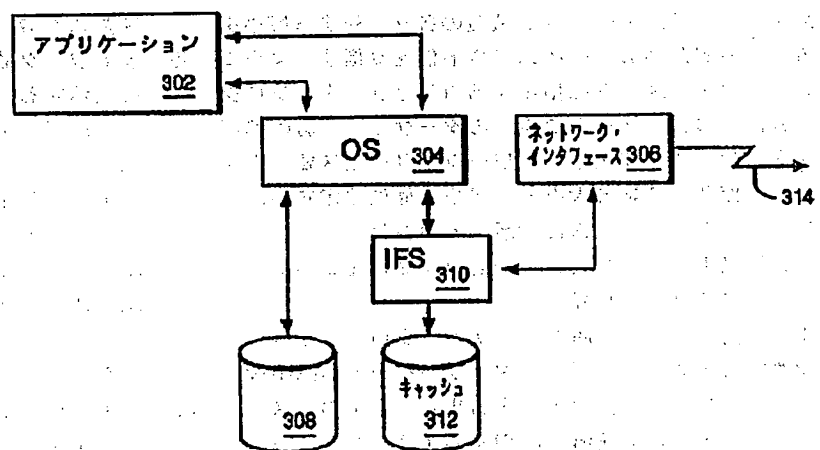 アプリケーション
302
OS 304
ネットワーク・
インタフェース 306
314
IFS
310
308
キャッシュ
312